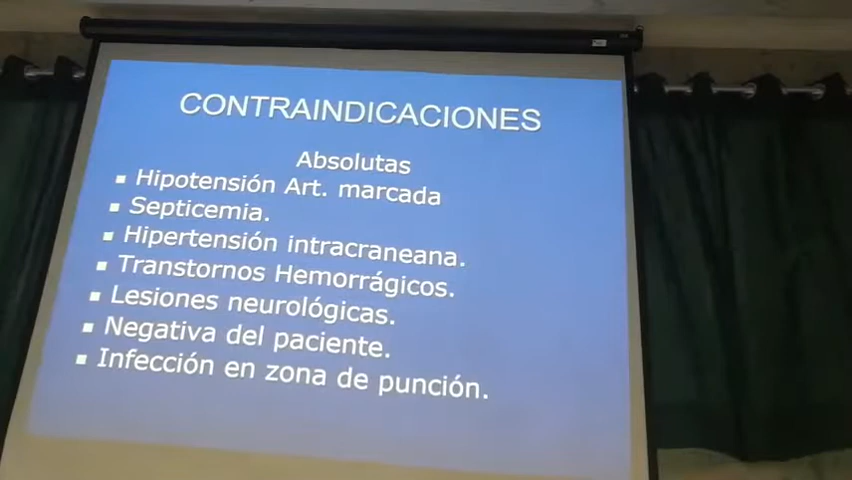 CONTRAINDICACIONES
Absolutas
▪ Hipotensión Art. marcada
▪ Septicemia.
▪ Hipertensión intracraneana.
▪ Transtornos Hemorrágicos.
▪ Lesiones neurológicas.
▪ Negativa del paciente.
▪ Infección en zona de punción.